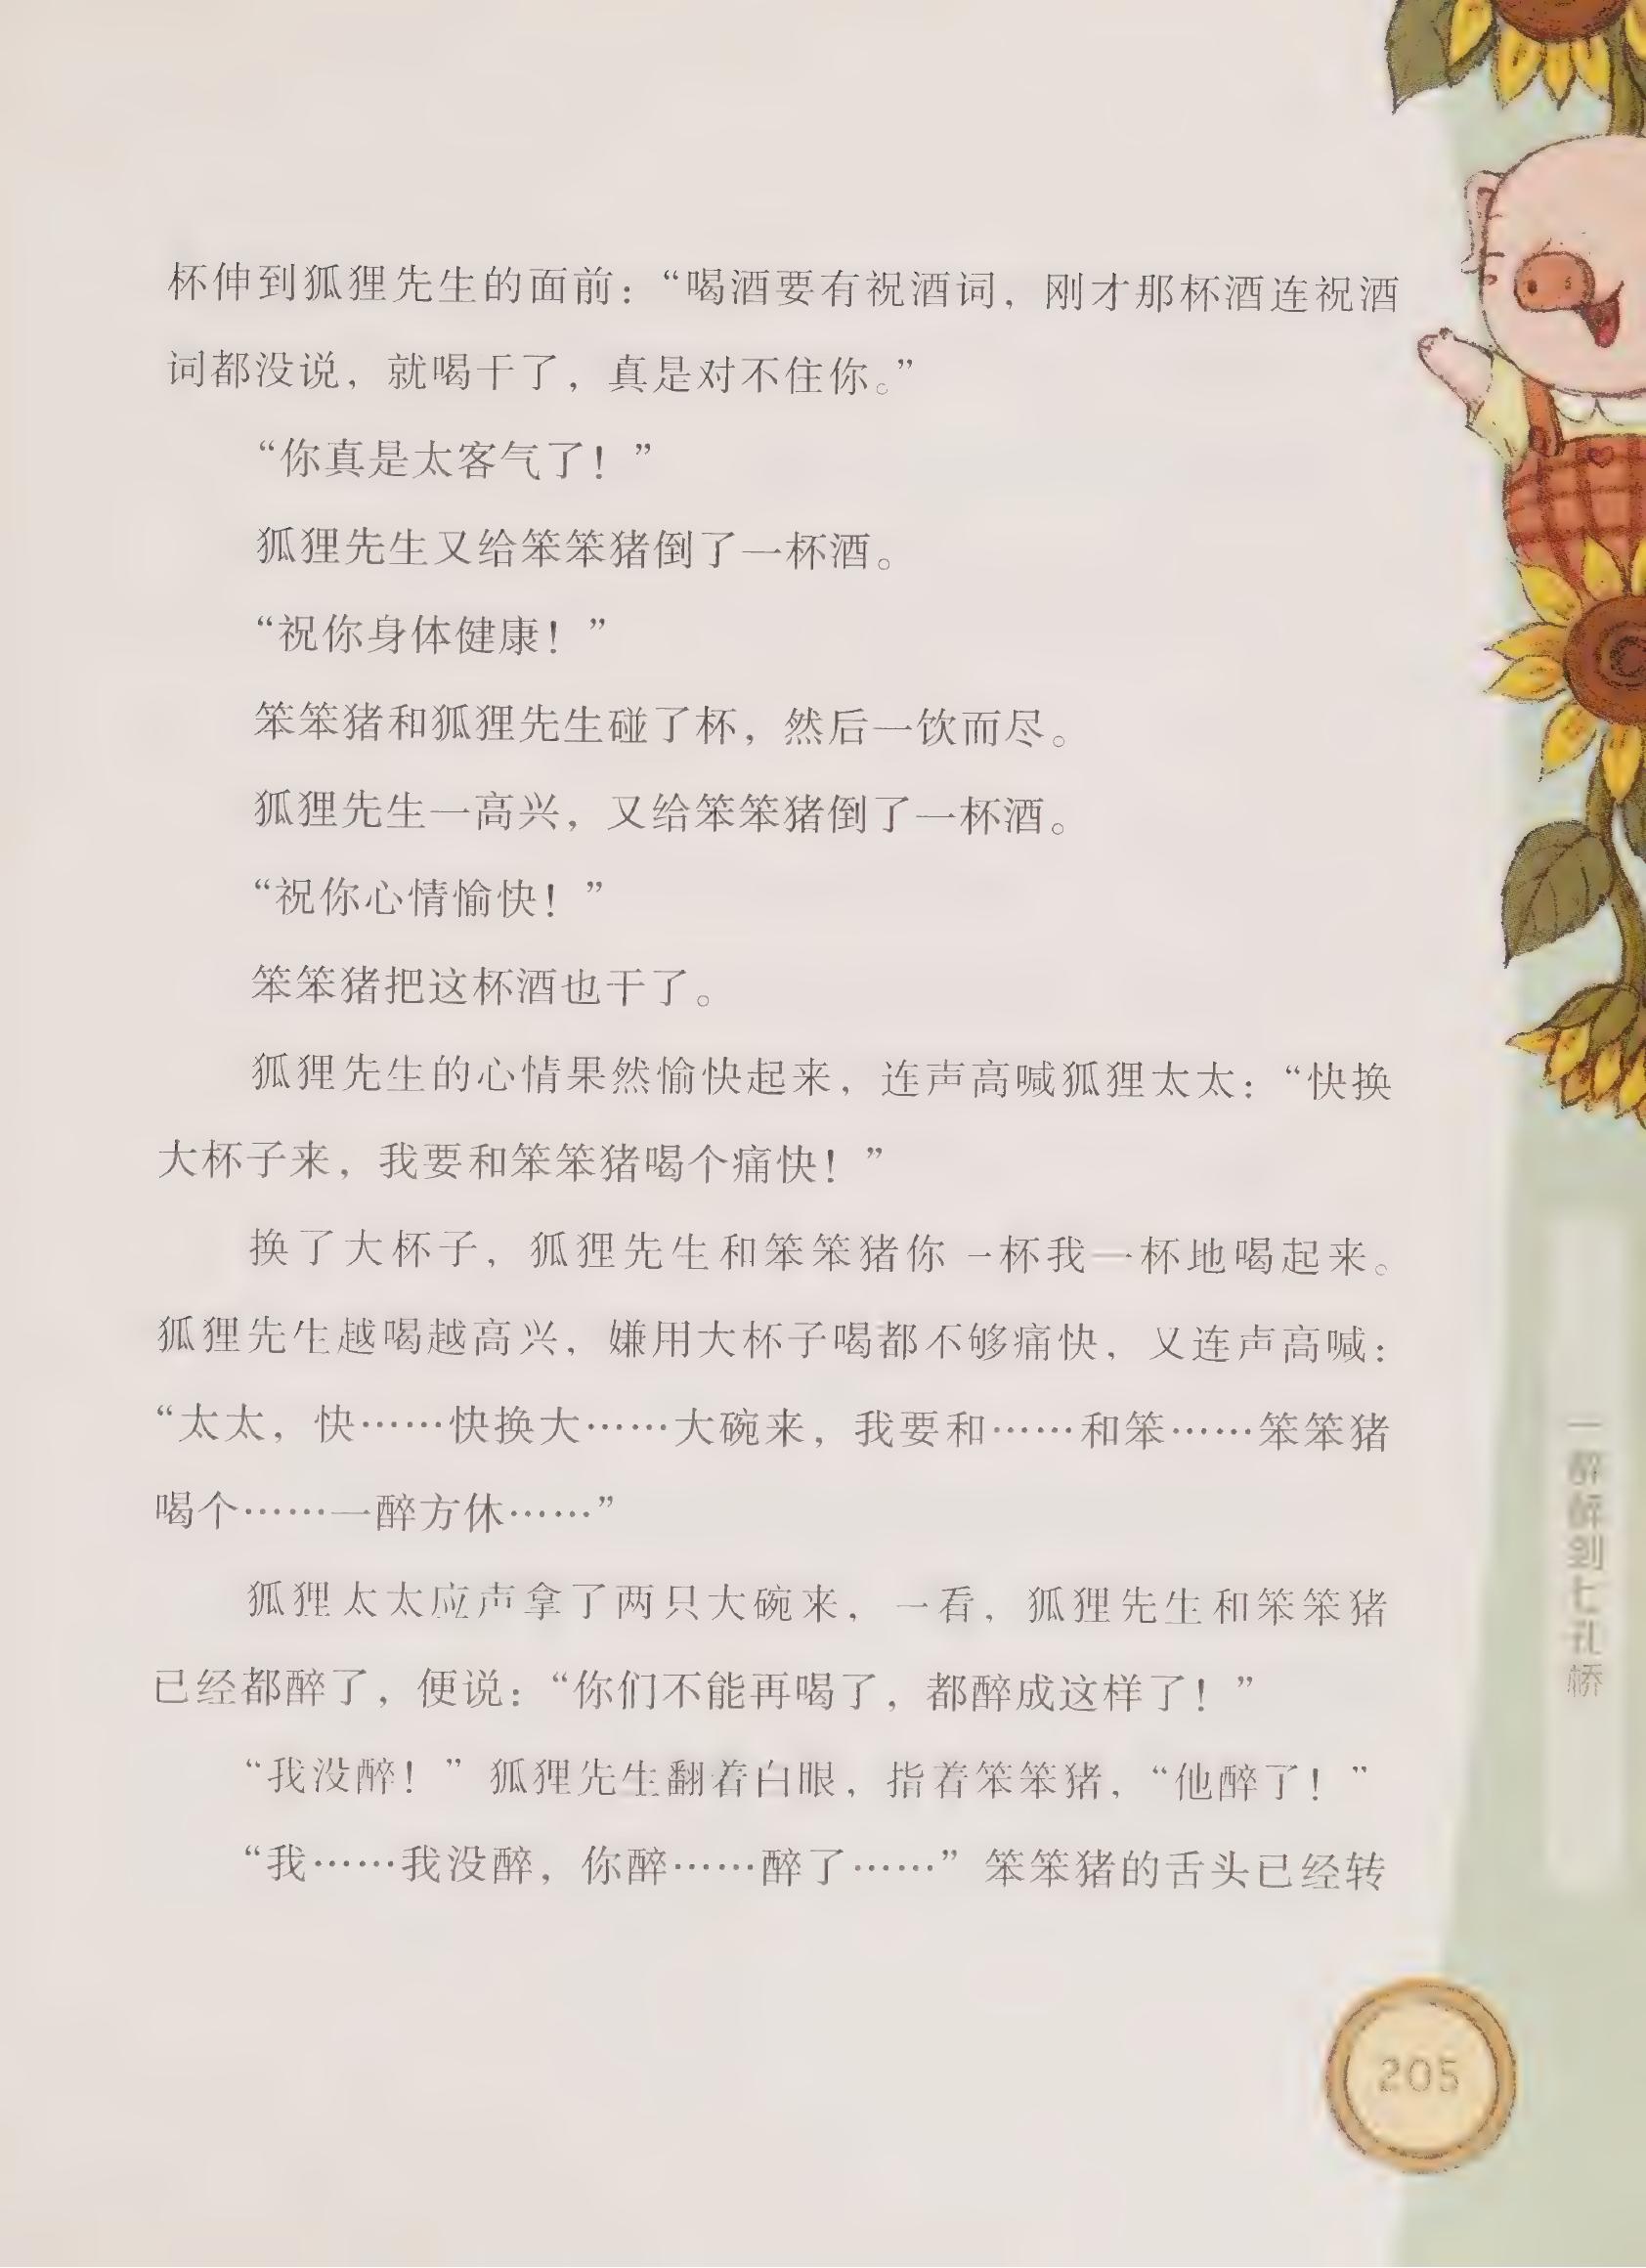 杯伸到狐狸先生的面前：“喝酒要有祝酒词，刚才那杯酒连祝酒
词都没说，就喝干了，真是对不住你。”
“你真是太客气了！”
狐狸先生又给笨笨猪倒了一杯酒。
“祝你身体健康！”
笨笨猪和狐狸先生碰了杯，然后一饮而尽。
狐狸先生一高兴，又给笨笨猪倒了一杯酒。
“祝你心情愉快！”
笨笨猪把这杯酒也干了。
狐狸先生的心情果然愉快起来，连声高喊狐狸太太：“快换
大杯子来，我要和笨笨猪喝个痛快！”
换了大杯子，狐狸先生和笨笨猪你一杯我一杯地喝起来。
狐狸先生越喝越高兴，嫌用大杯子喝都不够痛快，又连声高喊：
“太太，快……快换大……大碗来，我要和……和笨……笨笨猪
喝个……一醉方休……”
狐狸太太应声拿了两只大碗来，一看，狐狸先生和笨笨猪
已经都醉了，便说：“你们不能再喝了，都醉成这样了！”
“我没醉！”狐狸先生翻着白眼，指着笨笨猪，“他醉了！”
“我……我没醉，你醉……醉了……”笨笨猪的舌头已经转
一醉醉到七孔桥
205